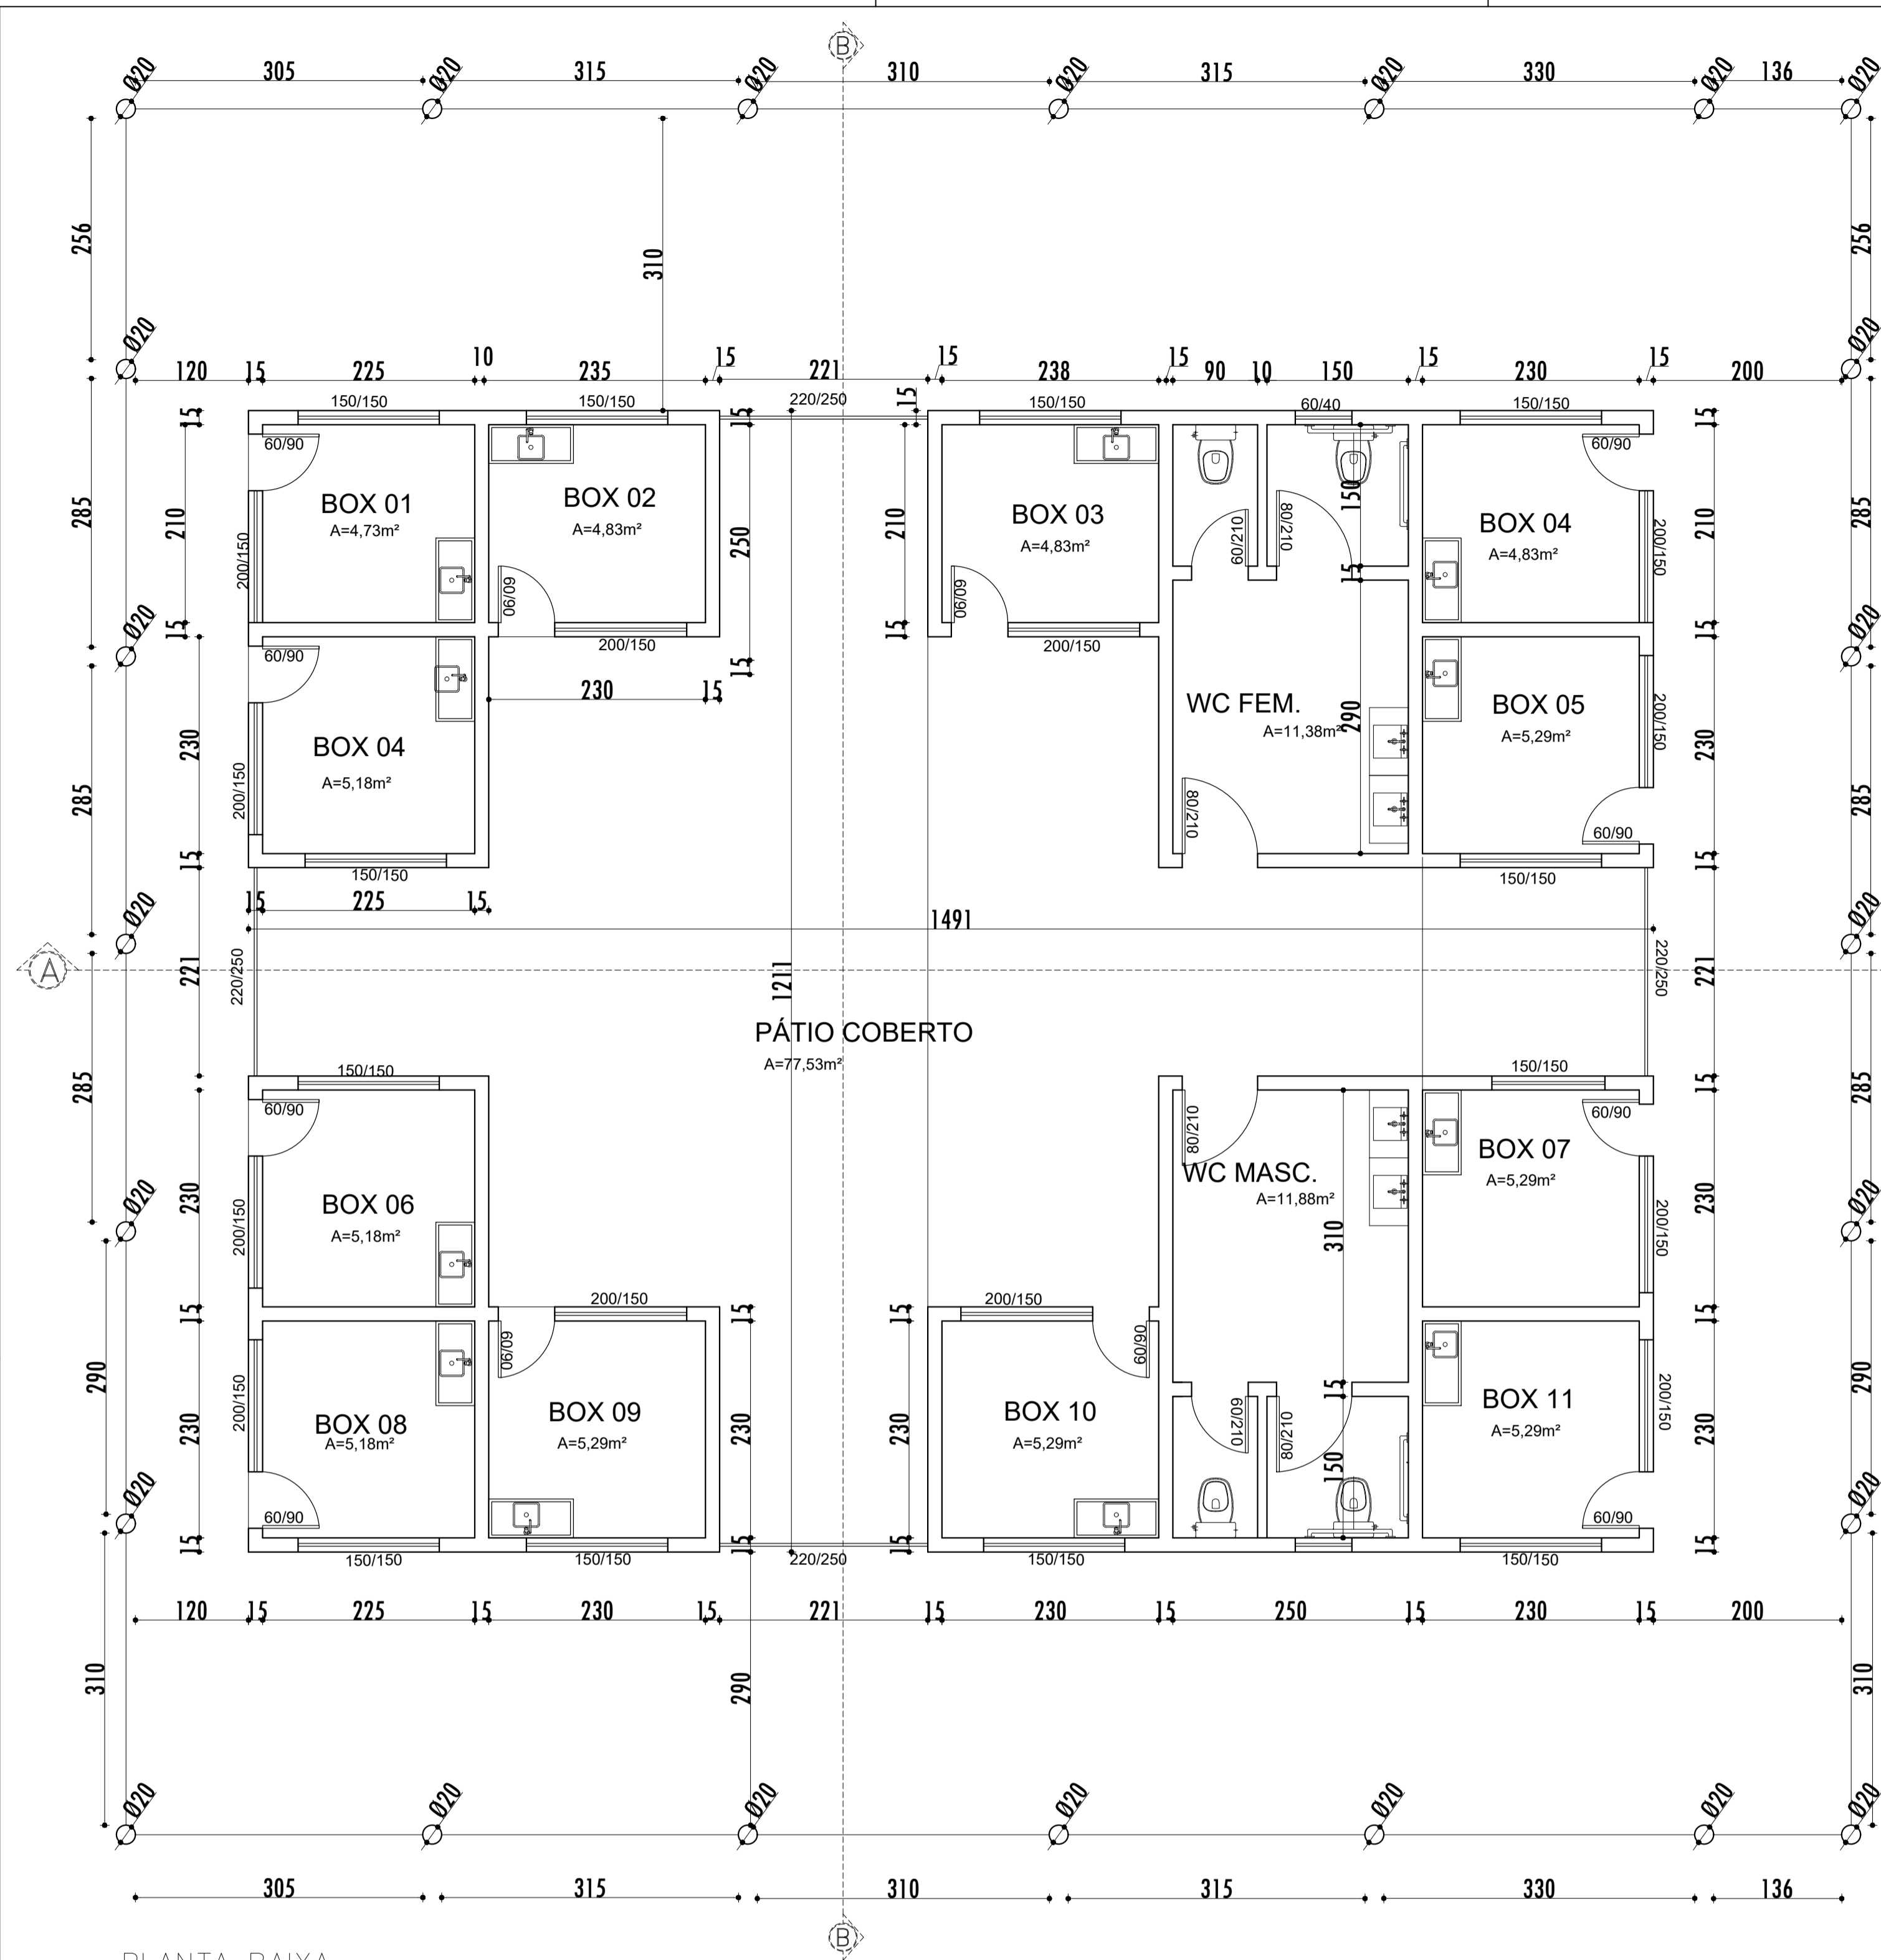 B
Ø20 Ø20 Ø20 Ø20 Ø20 Ø20 Ø20
305 315 310 315 330 136
256 310 256
Ø20 Ø20
120 15 225 10 235 15 221 15 238 15 90 10 150 15 230 15 200
150/150 150/150 220/250 15 150/150 60/40 150/150
15 15 15
60/90 60/90
BOX 01
A=4,73m²
BOX 02
A=4,83m²
BOX 03
A=4,83m²
BOX 04
A=4,83m²
285 210 200/150 250 210 60/210 80/210 150 200/150 210 285
60/90 60/90 15
Ø20 15 15 15 Ø20
60/90 200/150 200/150
15
230 15
BOX 04
A=5,18m²
WC FEM.
A=11,38m²
BOX 05
A=5,29m²
285 230 200/150 290 200/150 230 285
80/210 60/90
15 150/150 150/150 15
15 225 15
1491
Ø20 Ø20
A
221 220/250 1211 220/250 221
PÁTIO COBERTO
A=77,53m²
285 150/150 150/150 285
15 60/90 60/90 15
80/210
BOX 06
A=5,18m²
WC MASC.
A=11,88m²
BOX 07
A=5,29m²
Ø20 230 200/150 310 200/150 230 Ø20
15 200/150 15 200/150 15 15
60/90 60/90
290 15 290
BOX 08
A=5,18m²
BOX 09
A=5,29m²
BOX 10
A=5,29m²
BOX 11
A=5,29m²
230 200/150 230 230 60/210 80/210 150 200/150 230
Ø20 60/90 60/90 Ø20
15 150/150 150/150 15 220/250 15 150/150 150/150 15
120 15 225 15 230 15 221 15 230 15 250 15 230 15 200
310 290 310
Ø20 Ø20 Ø20 Ø20 Ø20 Ø20 Ø20
305 315 310 315 330 136
B
PLANTA BAIXA